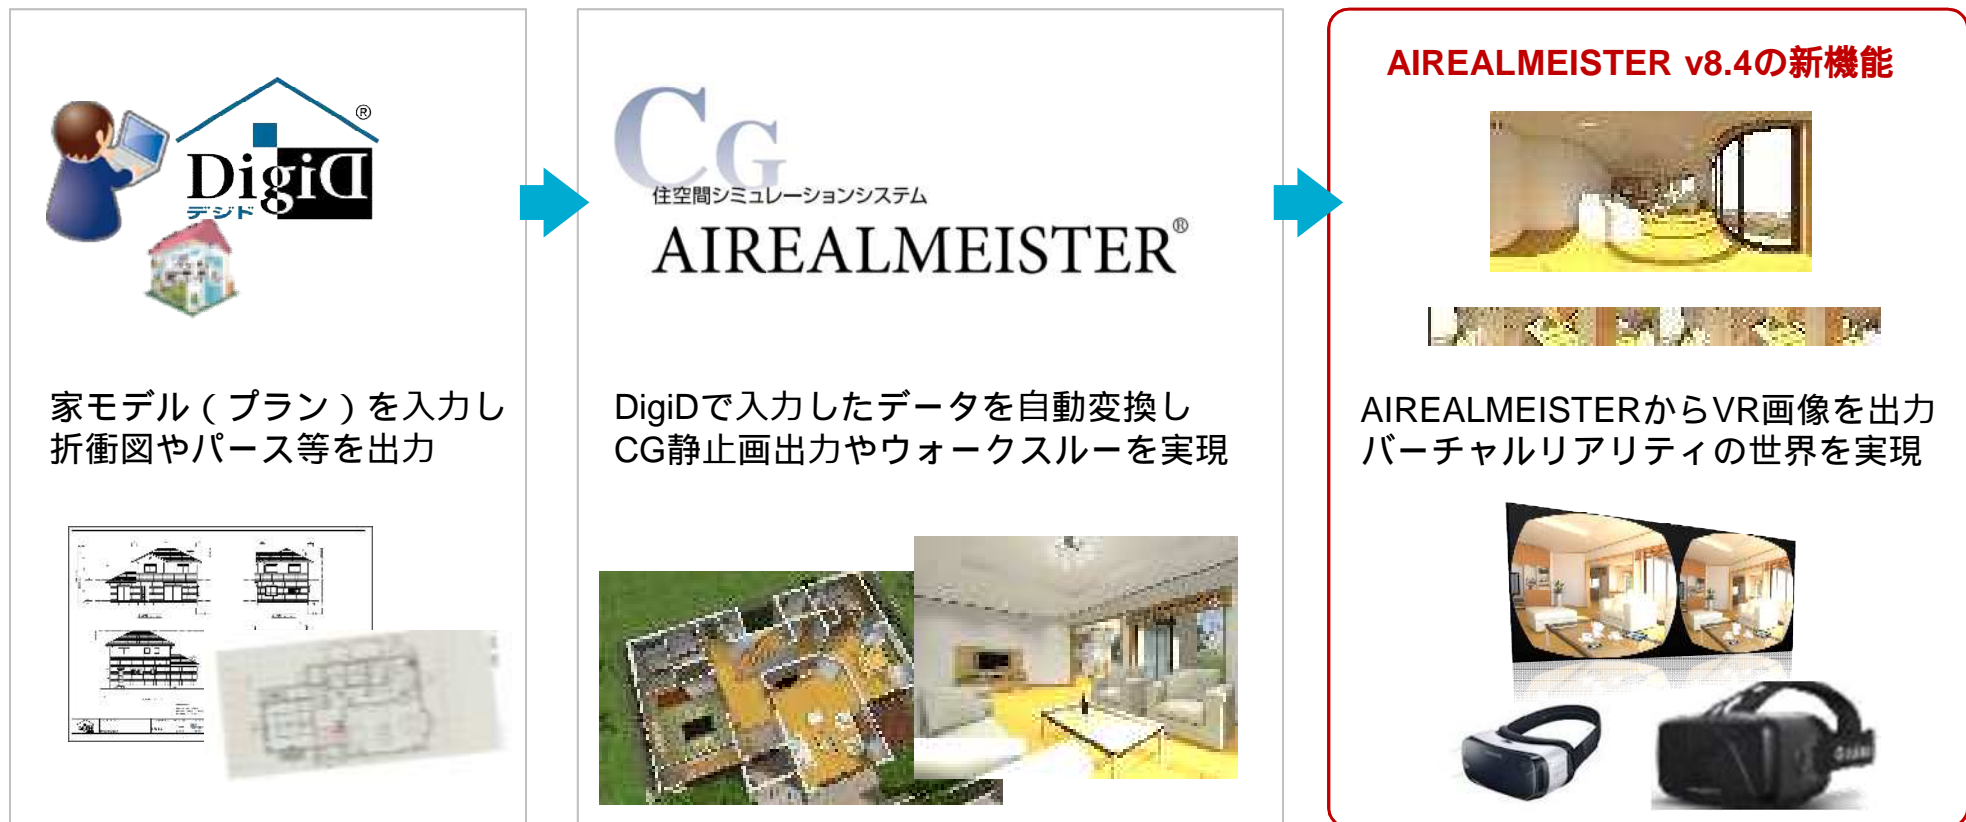 DigiD®
デジド
家モデル（プラン）を入力し
折衝図やパース等を出力
CG
住空間シミュレーションシステム
AIREALMEISTER®
DigiDで入力したデータを自動変換し
CG静止画出力やウォークスルーを実現
AIREALMEISTER v8.4の新機能
AIREALMEISTERからVR画像を出力
バーチャルリアリティの世界を実現